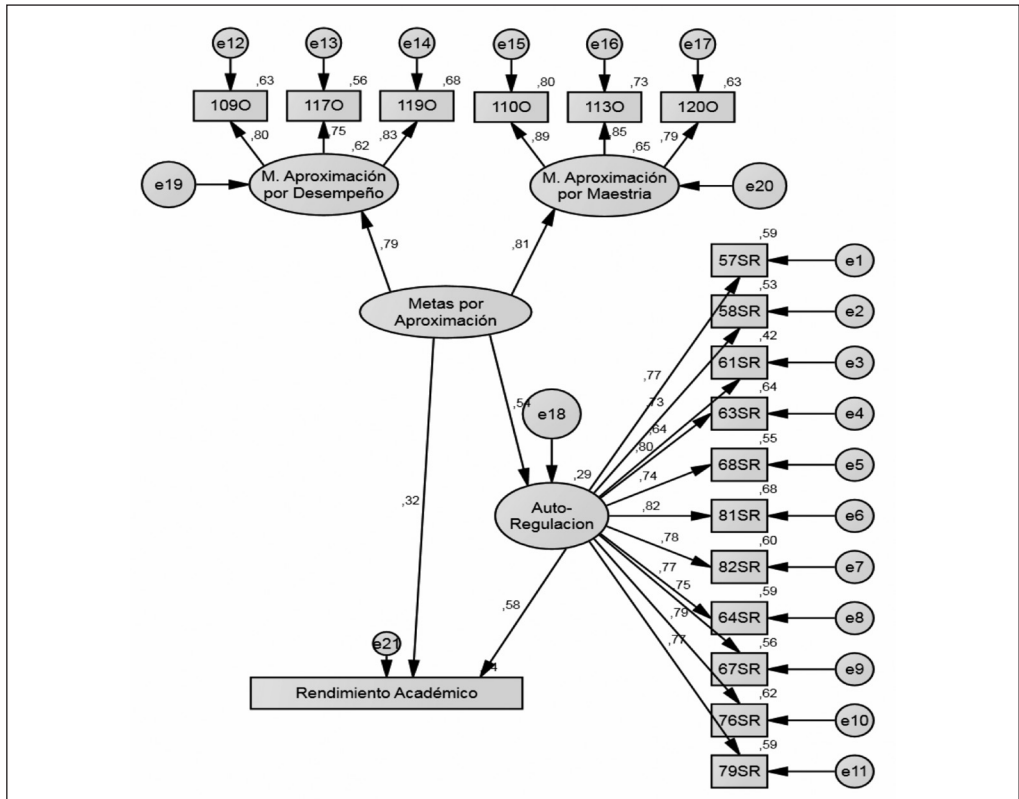 e12
e13
e14
e15
e16
e17
,63
,56
,68
,80
,73
,63
109O
117O
119O
110O
113O
120O
,80
,75
,83
,89
,85
,79
,62
,65
e19
M. Aproximación
por Desempeño
M. Aproximación
por Maestria
e20
,79
,81
Metas por
Aproximación
,59
57SR
e1
,53
58SR
e2
,42
61SR
e3
,64
63SR
e4
,55
68SR
e5
,68
81SR
e6
,60
82SR
e7
,59
64SR
e8
,56
67SR
e9
,62
76SR
e10
,59
79SR
e11
,77
,73
,64
,80
,74
,82
,78
,77
,75
,79
,77
,54
e18
,29
Auto-
Regulacion
,32
,58
e21
Rendimiento Académico